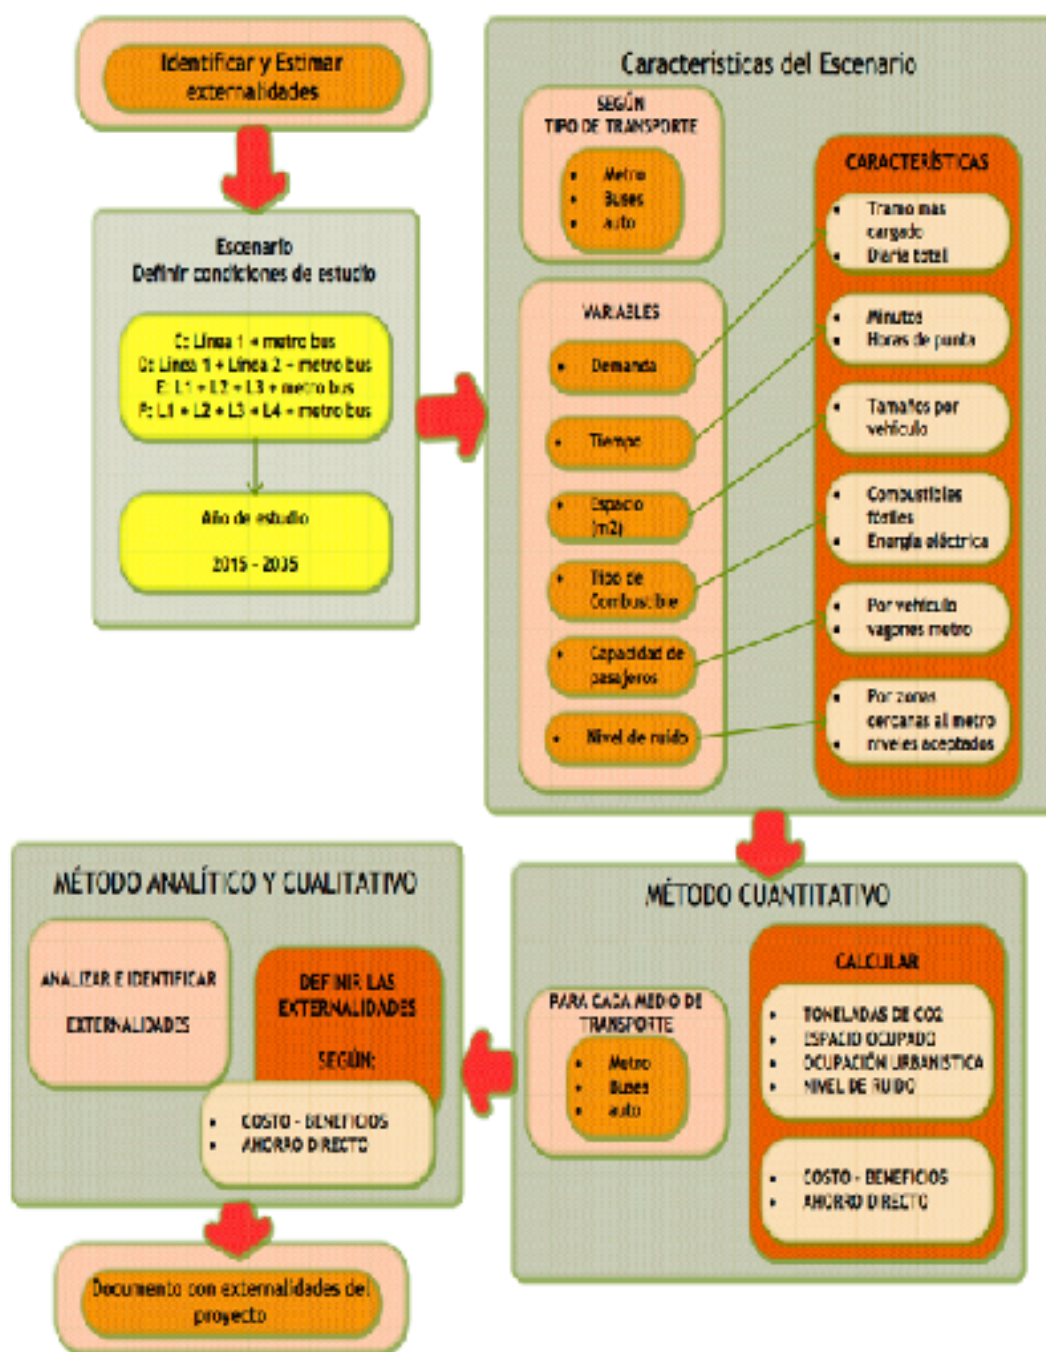 Identificar y Estimar
externalidades
Escenario
Definir condiciones de estudio
C: Línea 1 + metro bus
D: Línea 1 + Línea 2 + metro bus
E: L1 + L2 + L3 + metro bus
F: L1 + L2 + L3 + L4 + metro bus
Año de estudio
2015 - 2035
Características del Escenario
SEGÚN
TIPO DE TRANSPORTE
• Metro
• Buses
• auto
VARIABLES
• Demanda
• Tiempo
• Espacio
(m2)
• Tipo de
Combustible
• Capacidad de
pasajeros
• Nivel de ruido
CARACTERÍSTICAS
• Tramo mas
cargado
• Diaria total
• Minutos
• Horas de punta
• Tamaños por
vehículo
• Combustibles
fósiles
• Energía eléctrica
• Por vehículo
• vagones metro
• Por zonas
cercanas al metro
• niveles aceptados
MÉTODO CUANTITATIVO
PARA CADA MEDIO DE
TRANSPORTE
• Metro
• Buses
• auto
CALCULAR
• TONELADAS DE CO2
• ESPACIO OCUPADO
• OCUPACIÓN URBANISTICA
• NIVEL DE RUIDO
• COSTO - BENEFICIOS
• AHORRO DIRECTO
MÉTODO ANALÍTICO Y CUALITATIVO
ANALIZAR E IDENTIFICAR
EXTERNALIDADES
DEFINIR LAS
EXTERNALIDADES
SEGÚN:
• COSTO - BENEFICIOS
• AHORRO DIRECTO
Documento con externalidades del
proyecto